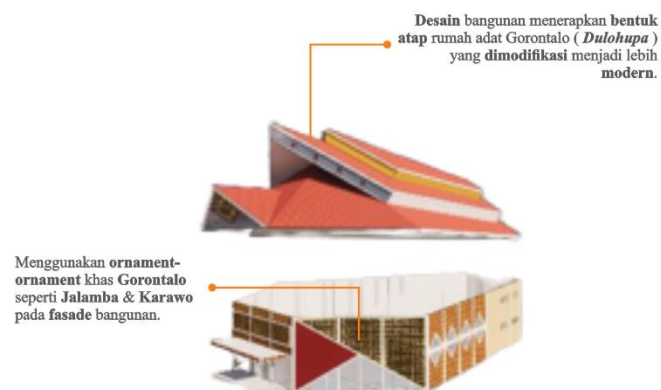 Desain bangunan menerapkan bentuk
atap rumah adat Gorontalo ( Dulohupa )
yang dimodifikasi menjadi lebih
modern.
Menggunakan ornament-
ornament khas Gorontalo
seperti Jalamba & Karawo
pada fasade bangunan.